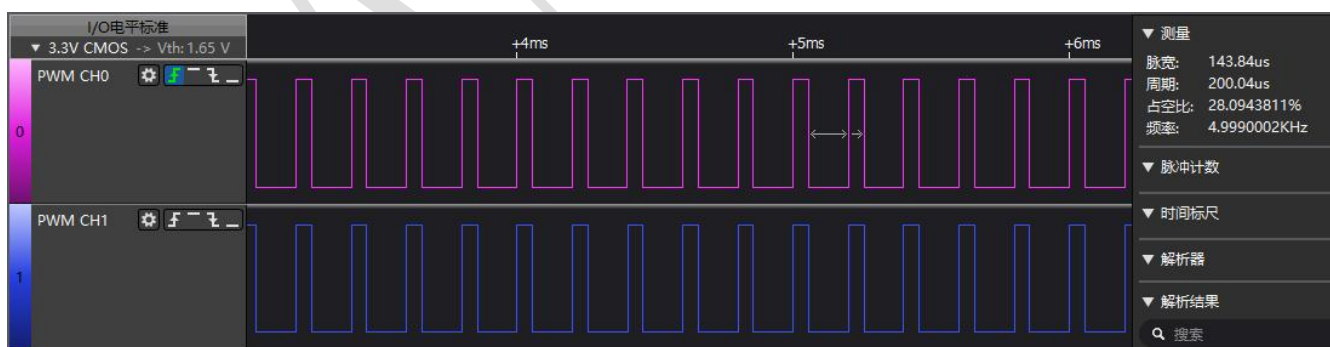 I/O电平标准
▼ 3.3V CMOS -> Vth: 1.65 V
+4ms
+5ms
+6ms
PWM CH0
0
PWM CH1
1
▼ 测量
脉宽: 143.84us
周期: 200.04us
占空比: 28.0943811%
频率: 4.9990002KHz
▼ 脉冲计数
▼ 时间标尺
▼ 解析器
▼ 解析结果
搜索